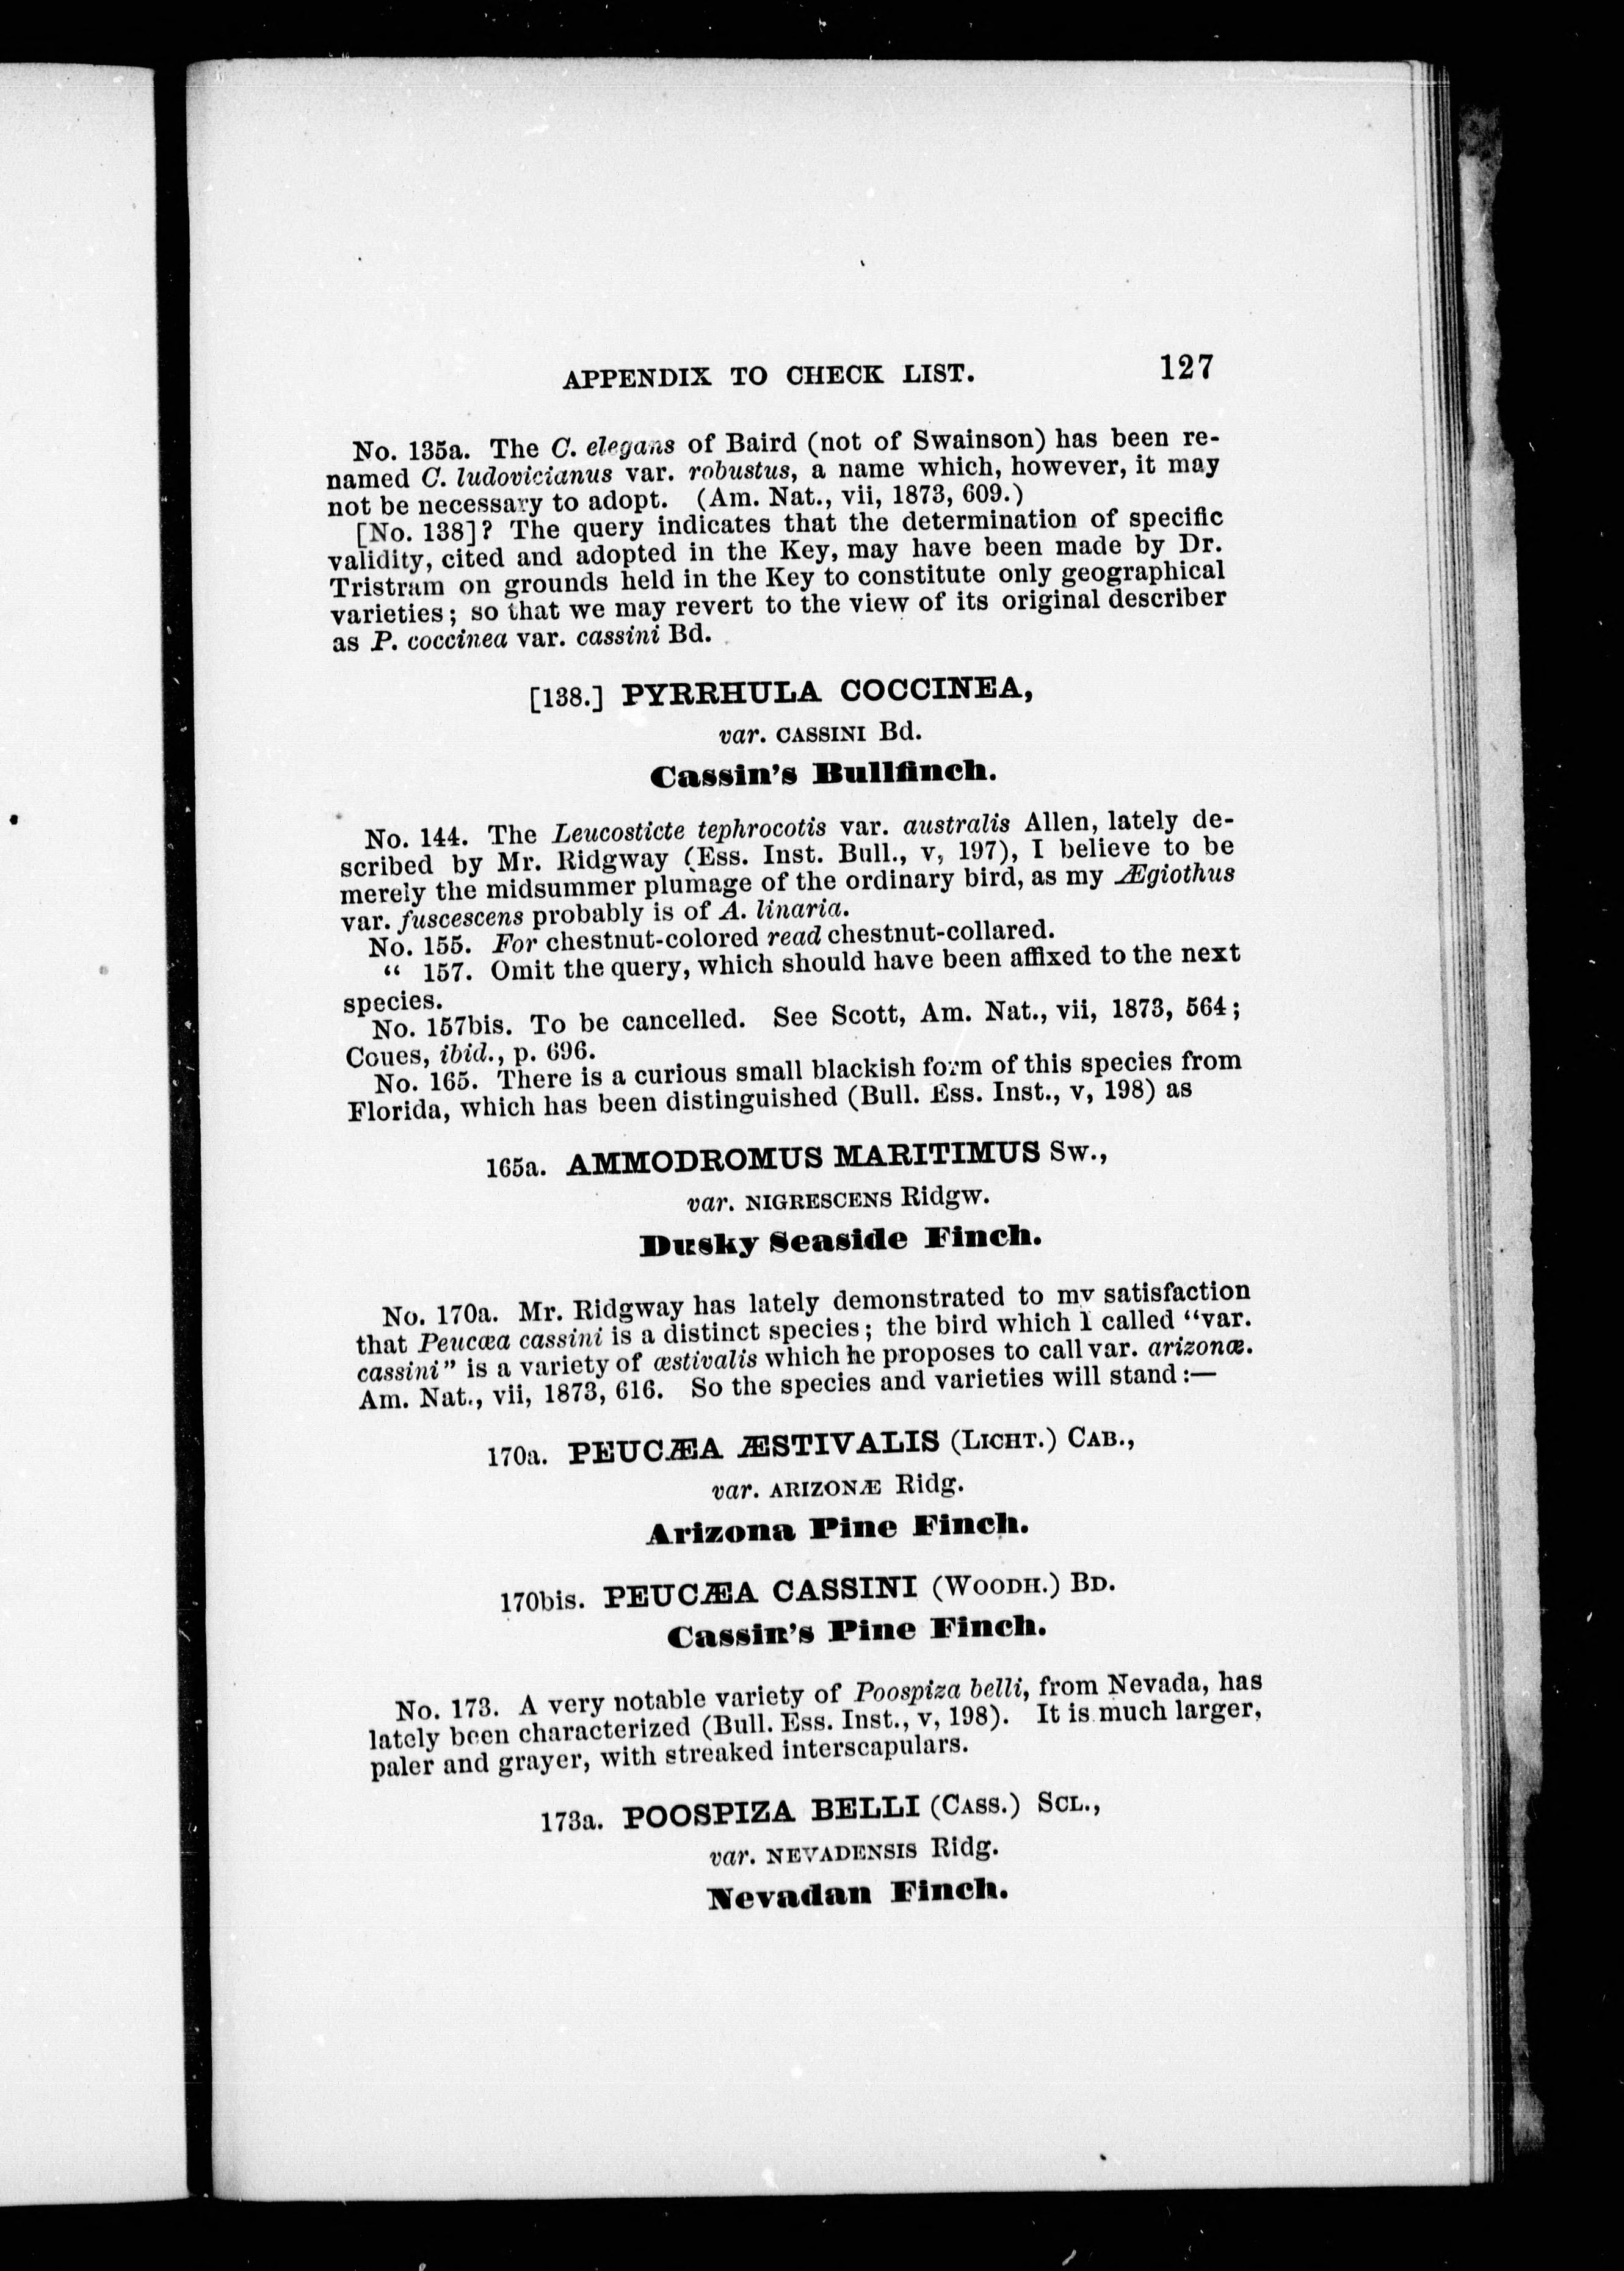 APPENDIX TO CHECK LIST. 127
No. 135a. The C. elegans of Baird (not of Swainson) has been re-
named C. ludovicianus var. robustus, a name which, however, it may
not be necessary to adopt. (Am. Nat., vii, 1873, 609.)
[No. 138]? The query indicates that the determination of specific
validity, cited and adopted in the Key, may have been made by Dr.
Tristram on grounds held in the Key to constitute only geographical
varieties; so that we may revert to the view of its original describer
as P. coccinea var. cassini Bd.
[138.] PYRRHULA COCCINEA,
var. CASSINI Bd.
Cassin's Bullfinch.
No. 144. The Leucosticte tephrocotis var. australis Allen, lately de-
scribed by Mr. Ridgway (Ess. Inst. Bull., v, 197), I believe to be
merely the midsummer plumage of the ordinary bird, as my Ægiothus
var. fuscescens probably is of A. linaria.
No. 155. For chestnut-colored read chestnut-collared.
“ 157. Omit the query, which should have been affixed to the next
species.
No. 157bis. To be cancelled. See Scott, Am. Nat., vii, 1873, 564;
Coues, ibid., p. 696.
No. 165. There is a curious small blackish form of this species from
Florida, which has been distinguished (Bull. Ess. Inst., v, 198) as
165a. AMMODROMUS MARITIMUS Sw.,
var. NIGRESCENS Ridgw.
Dusky Seaside Finch.
No. 170a. Mr. Ridgway has lately demonstrated to my satisfaction
that Peucæa cassini is a distinct species; the bird which I called “var.
cassini” is a variety of æstivalis which he proposes to call var. arizonæ.
Am. Nat., vii, 1873, 616. So the species and varieties will stand:—
170a. PEUCÆA ÆSTIVALIS (LICHT.) CAB.,
var. ARIZONÆ Ridg.
Arizona Pine Finch.
170bis. PEUCÆA CASSINI (WOODH.) BD.
Cassin's Pine Finch.
No. 173. A very notable variety of Poospiza belli, from Nevada, has
lately been characterized (Bull. Ess. Inst., v, 198). It is much larger,
paler and grayer, with streaked interscapulars.
173a. POOSPIZA BELLI (CASS.) SCL.,
var. NEVADENSIS Ridg.
Nevadan Finch.